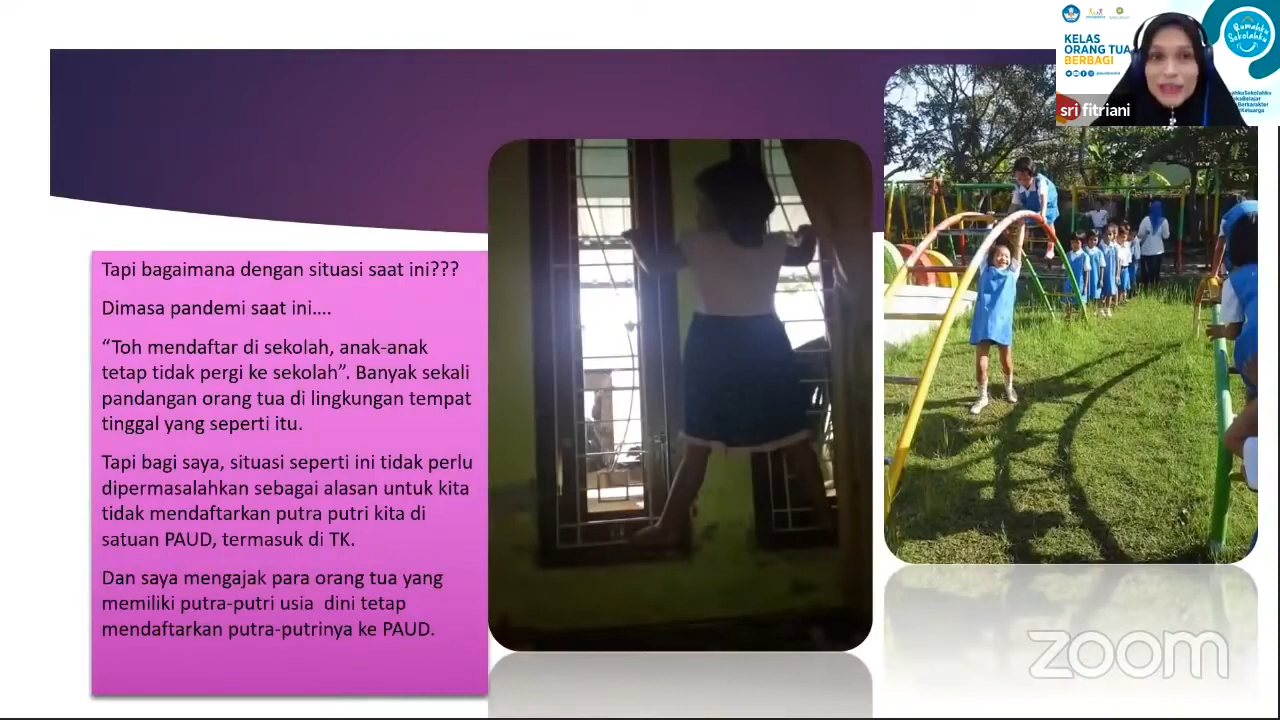 KELAS
ORANG TUA
BERBAGI
Rumahku
Sekolahku
sri fitriani
Tapi bagaimana dengan situasi saat ini???
Dimasa pandemi saat ini....
“Toh mendaftar di sekolah, anak-anak
tetap tidak pergi ke sekolah”. Banyak sekali
pandangan orang tua di lingkungan tempat
tinggal yang seperti itu.
Tapi bagi saya, situasi seperti ini tidak perlu
dipermasalahkan sebagai alasan untuk kita
tidak mendaftarkan putra putri kita di
satuan PAUD, termasuk di TK.
Dan saya mengajak para orang tua yang
memiliki putra-putri usia dini tetap
mendaftarkan putra-putrinya ke PAUD.
zoom